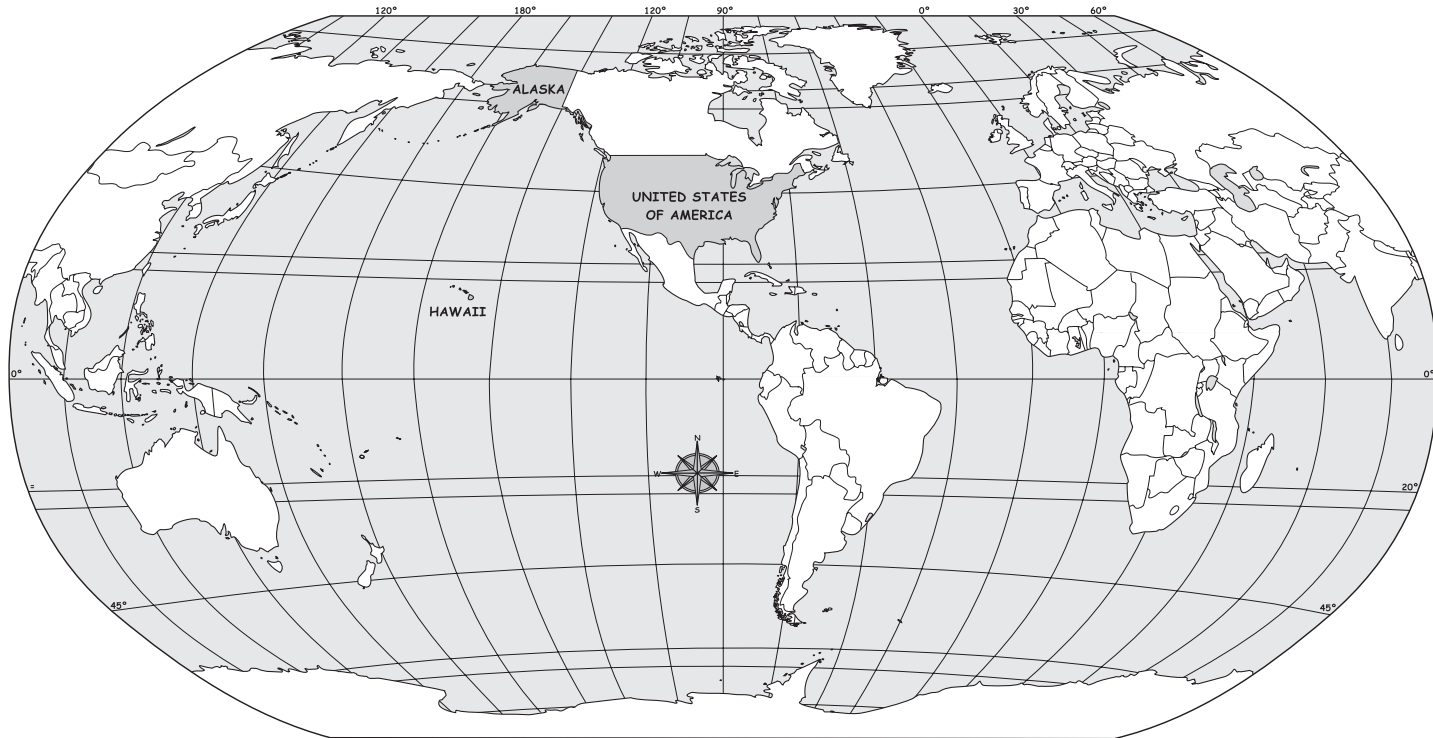 120° 180° 120° 90° 0° 30° 60°
ALASKA
UNITED STATES
OF AMERICA
HAWAII
0° 0°
N
W E
S
= 20°
45° 45°